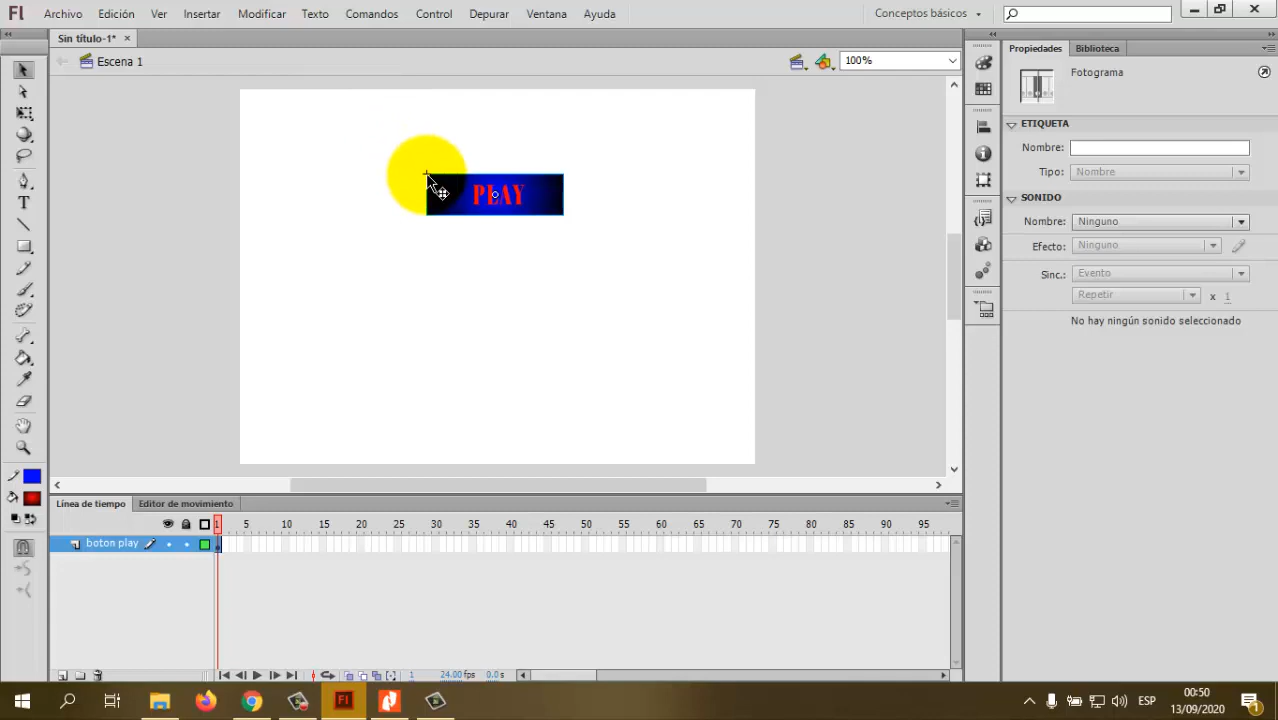 Fl Archivo Edición Ver Insertar Modificar Texto Comandos Control Depurar Ventana Ayuda Conceptos básicos
Sin título-1* ×
Escena 1 100%
PLAY
Propiedades Biblioteca
Fotograma
ETIQUETA
Nombre:
Tipo: Nombre
SONIDO
Nombre: Ninguno
Efecto: Ninguno
Sinc.: Evento
Repetir x 1
No hay ningún sonido seleccionado
Línea de tiempo Editor de movimiento
1 5 10 15 20 25 30 35 40 45 50 55 60 65 70 75 80 85 90 95
boton play
1 24.00 fps 0.0 s
Fl ESP 00:50
13/09/2020 1